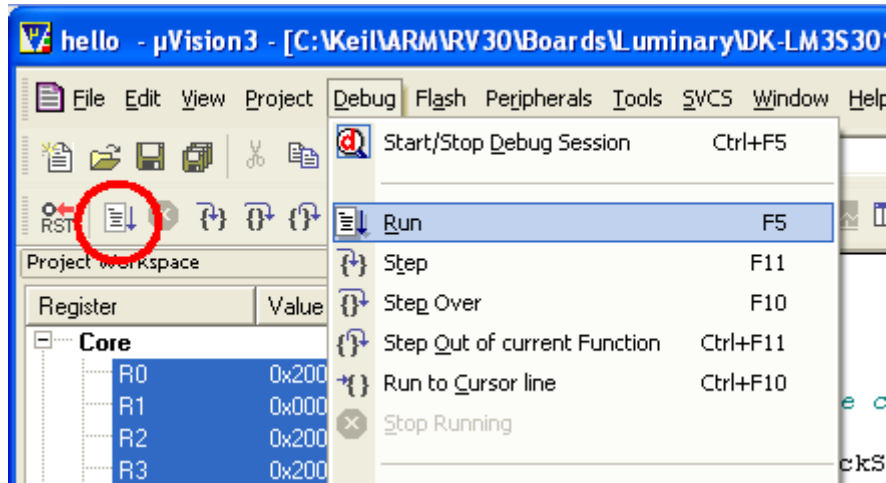 hello - µVision3 - [C:\Keil\ARM\RV30\Boards\Luminary\DK-LM3S30
File Edit View Project Debug Flash Peripherals Tools SVCS Window Help
Start/Stop Debug Session Ctrl+F5
RST
Run F5
Project Workspace
Step F11
Register Value
Step Over F10
Core
Step Out of current Function Ctrl+F11
R0 0x200
Run to Cursor line Ctrl+F10
R1 0x000
e c
Stop Running
R2 0x200
R3 0x200
ckS